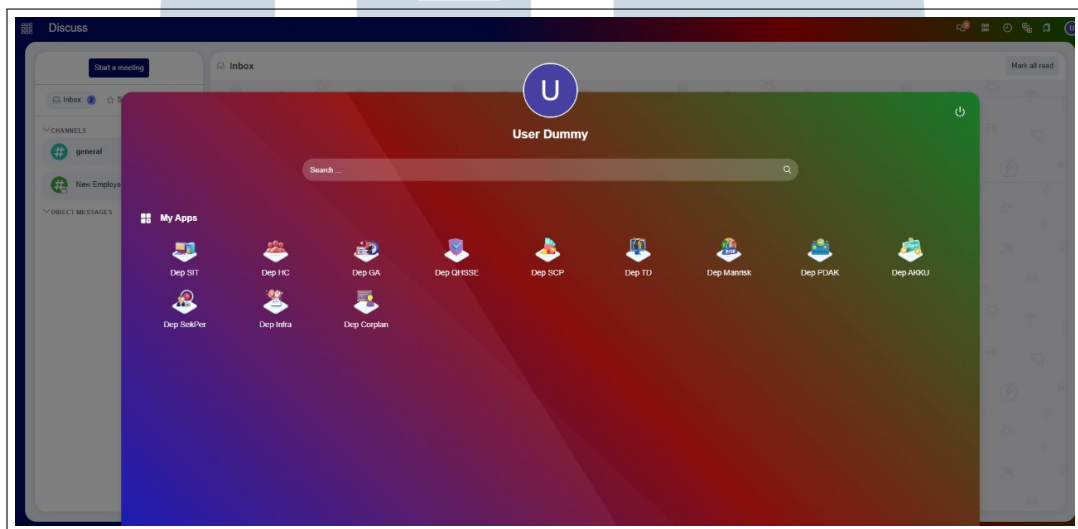 Discuss
U
Start a meeting
Inbox
Mark all read
U
Inbox 2
User Dummy
CHANNELS
general
Search ...
New Employe
DIRECT MESSAGES
My Apps
Dep SIT
Dep HC
Dep GA
Dep QHSSE
Dep SCP
Dep TD
Dep Manrisk
Dep PDAK
Dep AKKU
Dep SekPer
Dep Infra
Dep Corplan